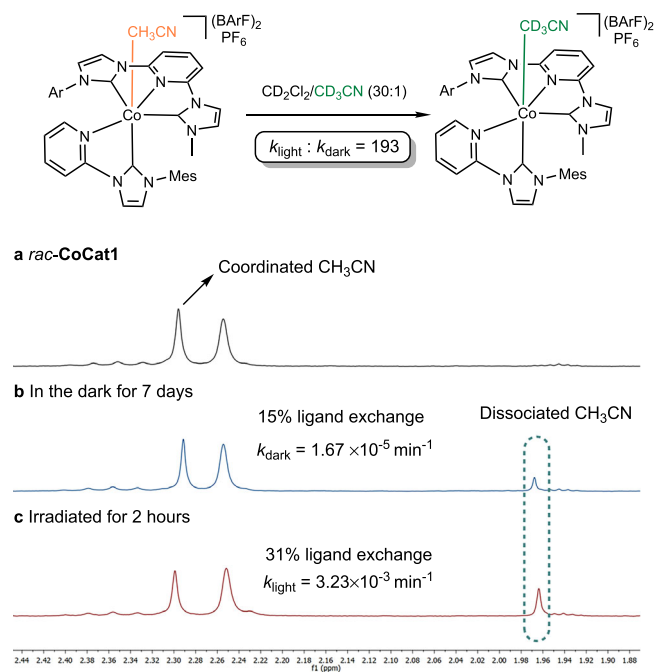 CH3CN
(BArF)2
PF6
N
N
N
Ar
N
Co
N
N
N
N
Mes
N
CD2Cl2/CD3CN (30:1)
klight : kdark = 193
CD3CN
(BArF)2
PF6
N
N
N
Ar
N
Co
N
N
N
N
Mes
N
a rac-CoCat1
Coordinated CH3CN
b In the dark for 7 days
15% ligand exchange
kdark = 1.67 ×10-5 min-1
Dissociated CH3CN
c Irradiated for 2 hours
31% ligand exchange
klight = 3.23×10-3 min-1
2.44 2.42 2.40 2.38 2.36 2.34 2.32 2.30 2.28 2.26 2.24 2.22 2.20 2.18 2.16 2.14 2.12 2.10 2.08 2.06 2.04 2.02 2.00 1.98 1.96 1.94 1.92 1.90 1.88
f1 (ppm)